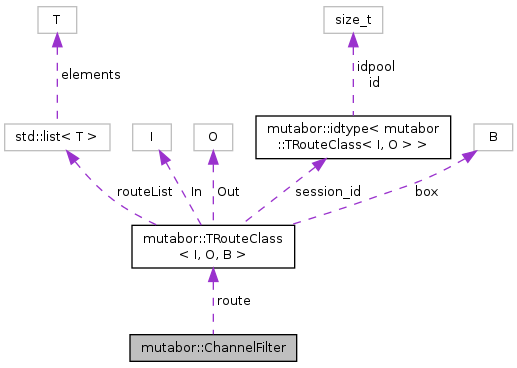 T
size_t
elements
idpool
id
std::list< T >
I
O
mutabor::idtype< mutabor
::TRouteClass< I, O > >
B
routeList
In
Out
session_id
box
mutabor::TRouteClass
< I, O, B >
route
mutabor::ChannelFilter